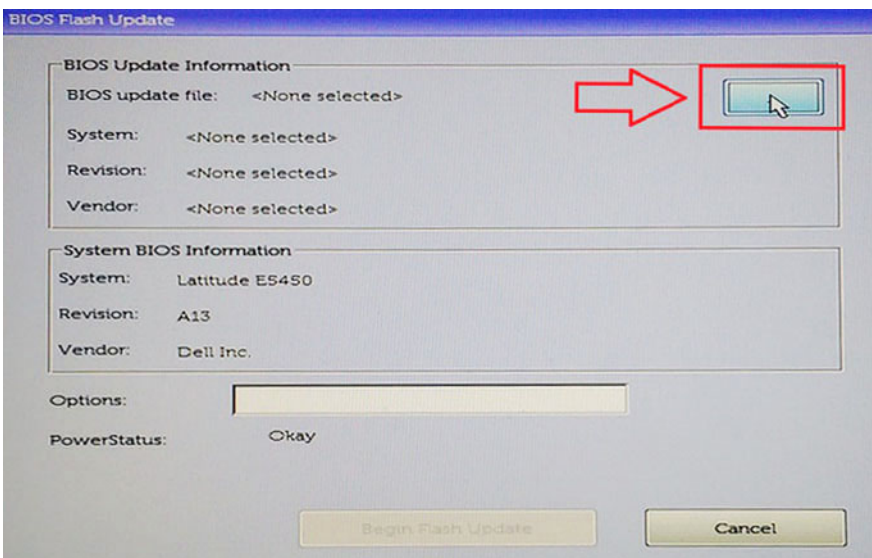 BIOS Flash Update
BIOS Update Information
BIOS update file: <None selected>
System: <None selected>
Revision: <None selected>
Vendor: <None selected>
System BIOS Information
System: Latitude E5450
Revision: A13
Vendor: Dell Inc.
Options:
PowerStatus: Okay
Begin Flash Update
Cancel